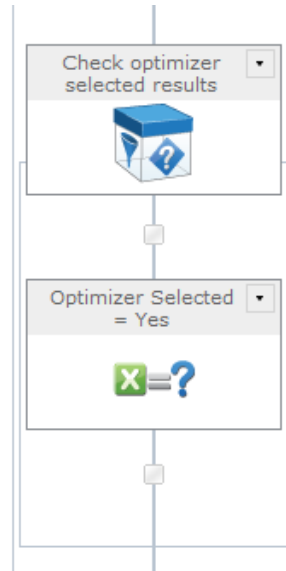 Check optimizer
selected results
?
Optimizer Selected
= Yes
X=?